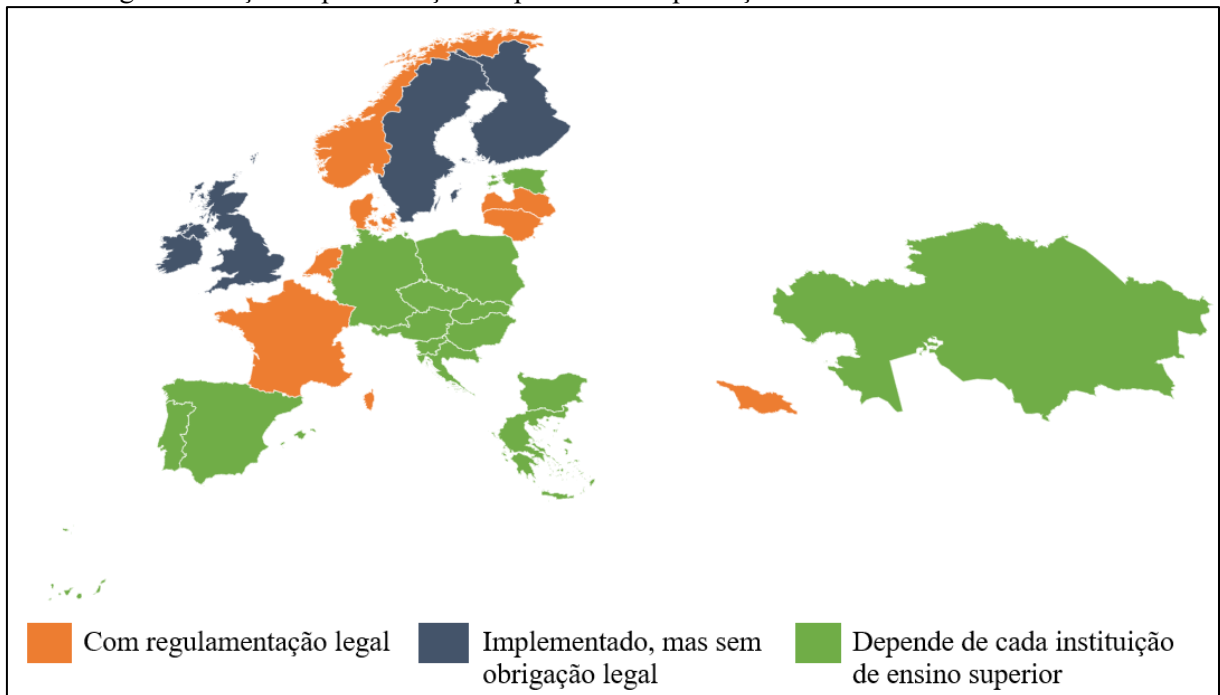 Com regulamentação legal
Implementado, mas sem
obrigação legal
Depende de cada instituição
de ensino superior